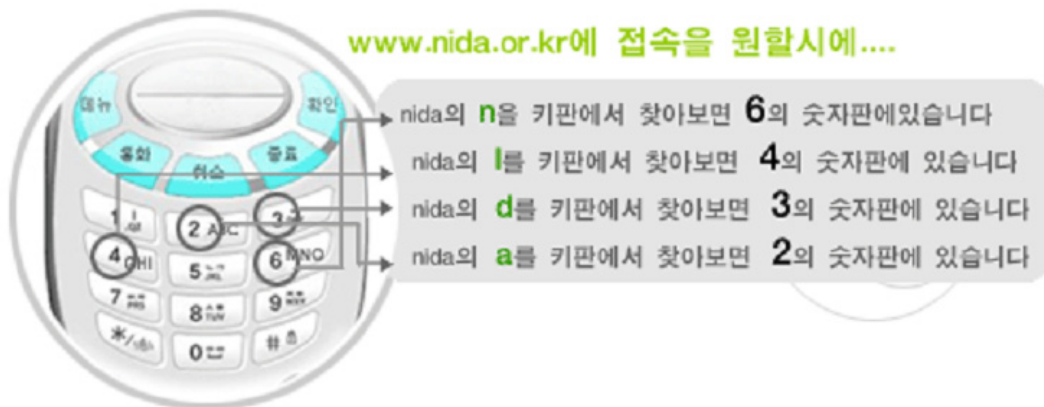 www.nida.or.kr에 접속을 원할시에....
nida의 n을 키판에서 찾아보면 6의 숫자판에있습니다
nida의 I를 키판에서 찾아보면 4의 숫자판에 있습니다
nida의 d를 키판에서 찾아보면 3의 숫자판에 있습니다
nida의 a를 키판에서 찾아보면 2의 숫자판에 있습니다
메뉴 확인
통화 취소 종료
1 2 ABC 3
4 GHI 5 JKL 6 MNO
7 PRS 8 TUV 9
* 0 #